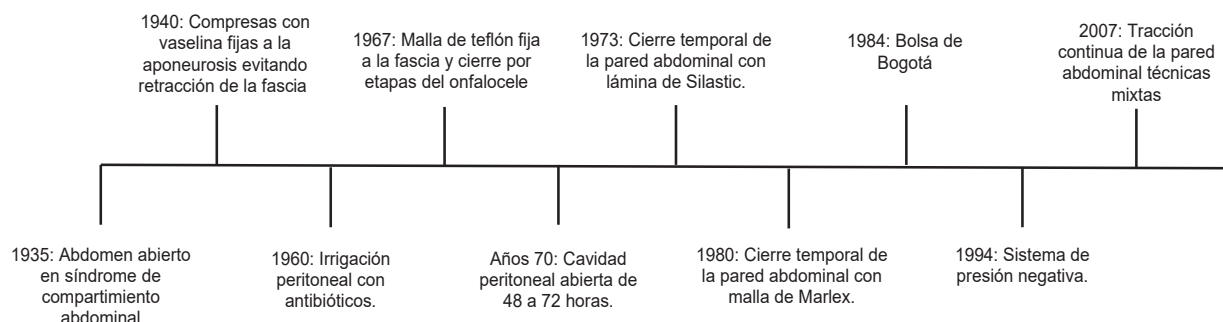 1935: Abdomen abierto
en síndrome de
compartimiento
abdominal
1940: Compresas con
vaselina fijas a la
aponeurosis evitando
retracción de la fascia
1960: Irrigación
peritoneal con
antibióticos.
1967: Malla de teflón fija
a la fascia y cierre por
etapas del onfalocele
Años 70: Cavidad
peritoneal abierta de
48 a 72 horas.
1973: Cierre temporal de
la pared abdominal con
lámina de Silastic.
1980: Cierre temporal de
la pared abdominal con
malla de Marlex.
1984: Bolsa de
Bogotá
1994: Sistema de
presión negativa.
2007: Tracción
continua de la pared
abdominal técnicas
mixtas